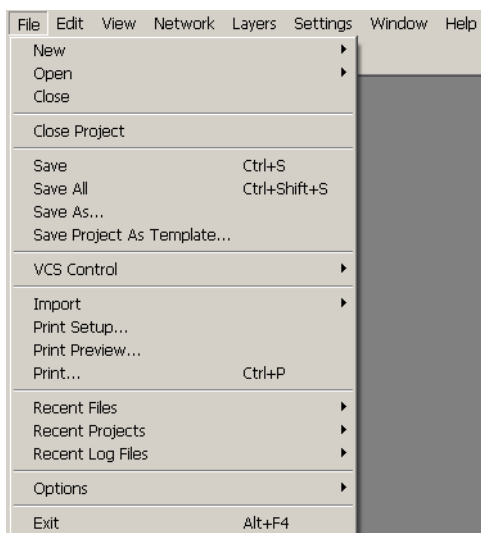 File Edit View Network Layers Settings Window Help
New
Open
Close
Close Project
Save Ctrl+S
Save All Ctrl+Shift+S
Save As...
Save Project As Template...
VCS Control
Import
Print Setup...
Print Preview...
Print... Ctrl+P
Recent Files
Recent Projects
Recent Log Files
Options
Exit Alt+F4